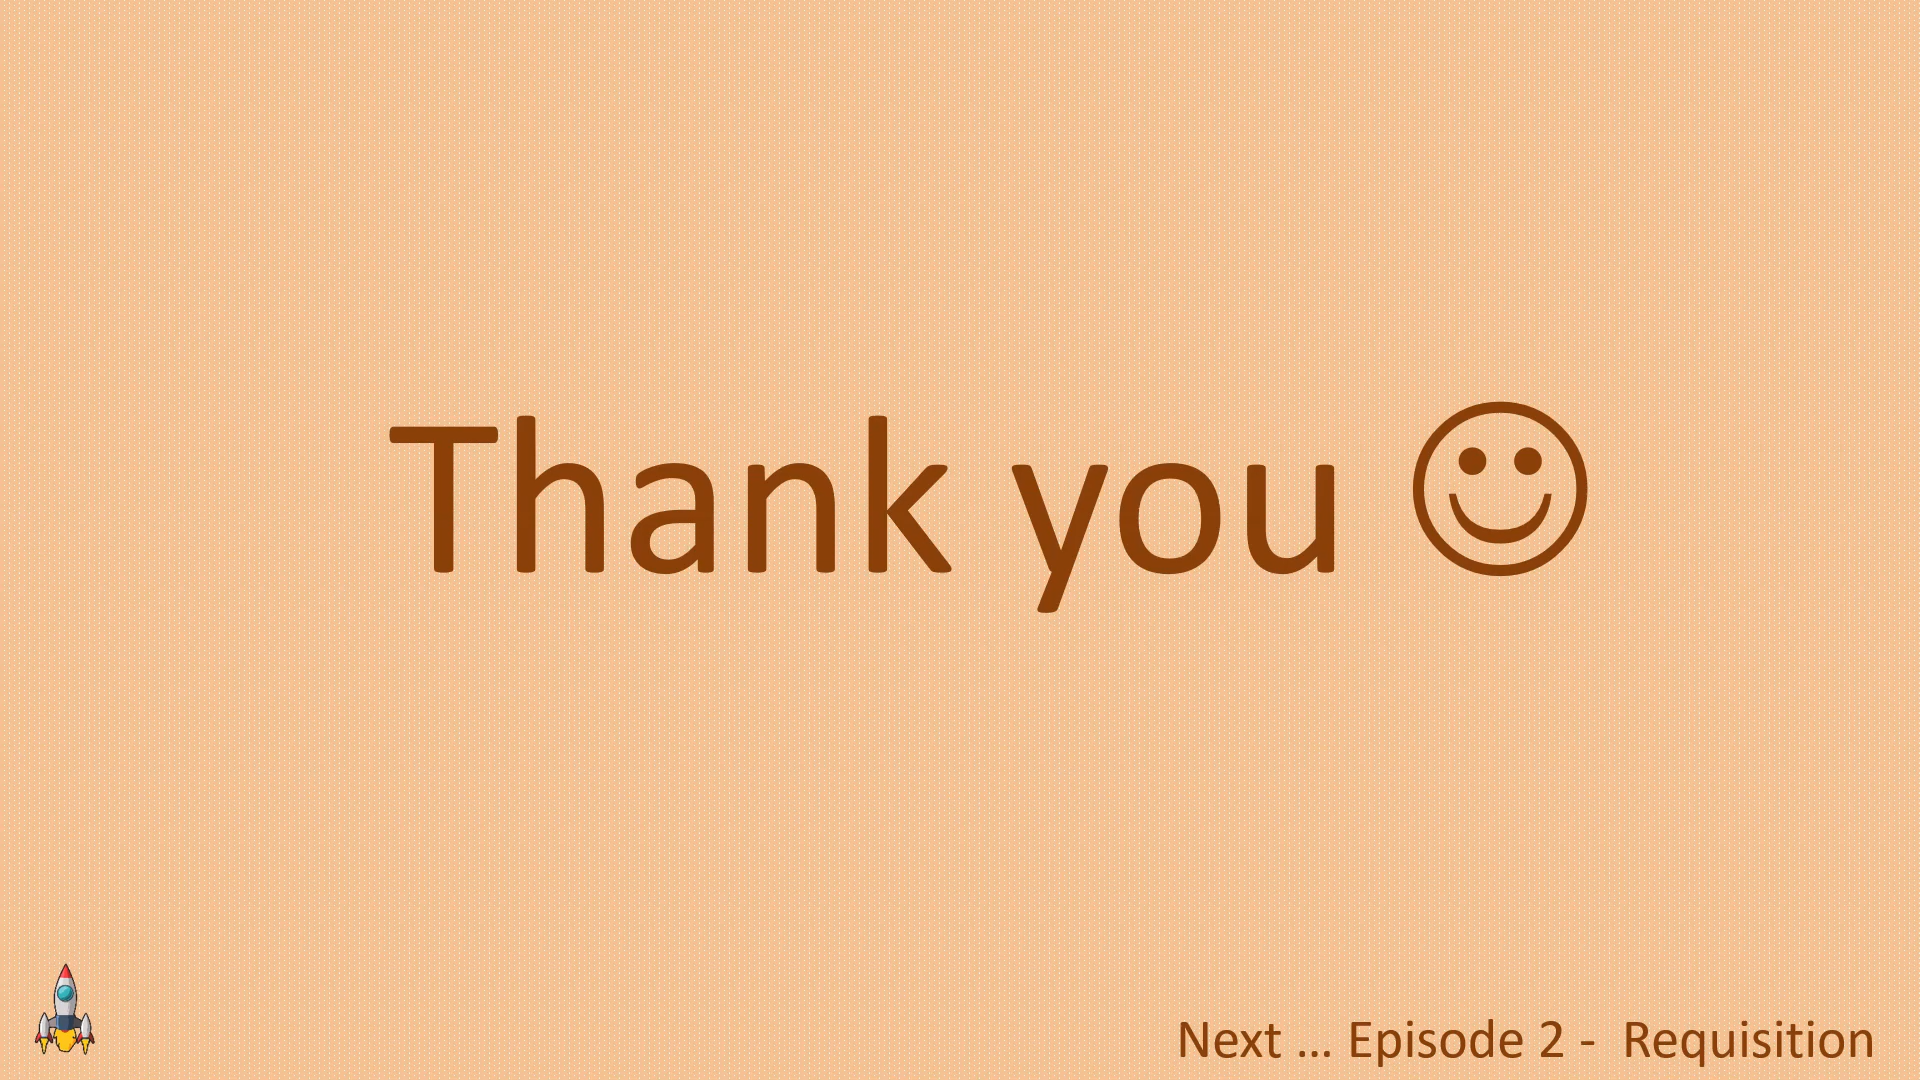 Thank you ☺
Next ... Episode 2 -  Requisition